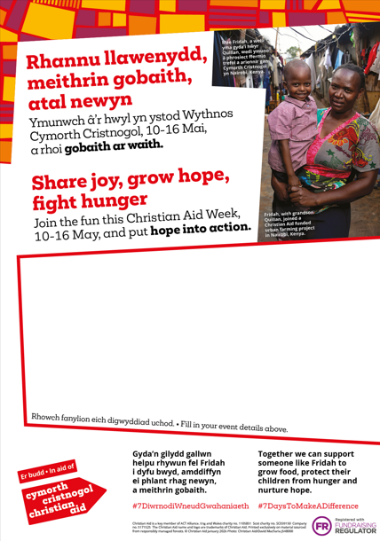 Rhannu llawenydd,
meithrin gobaith,
atal newyn
Ymunwch â'r hwyl yn ystod Wythnos
Cymorth Cristnogol, 10-16 Mai,
a rhoi gobaith ar waith.
Share joy, grow hope,
fight hunger
Join the fun this Christian Aid Week,
10-16 May, and put hope into action.
Fridah, with grandson
Quillan, joined a
Christian Aid funded
urban farming project
in Nairobi, Kenya.
Rhowch fanylion eich digwyddiad uchod. • Fill in your event details above.
Er budd • In aid of
cymorth
cristnogol
christian
aid
Gyda'n gilydd gallwn
helpu rhywun fel Fridah
i dyfu bwyd, amddiffyn
ei phlant rhag newyn,
a meithrin gobaith.
#7DiwrnodiWneudGwahaniaeth
Together we can support
someone like Fridah to
grow food, protect their
children from hunger and
nurture hope.
#7DaysToMakeADifference
FR
Registered with
FUNDRAISING
REGULATOR